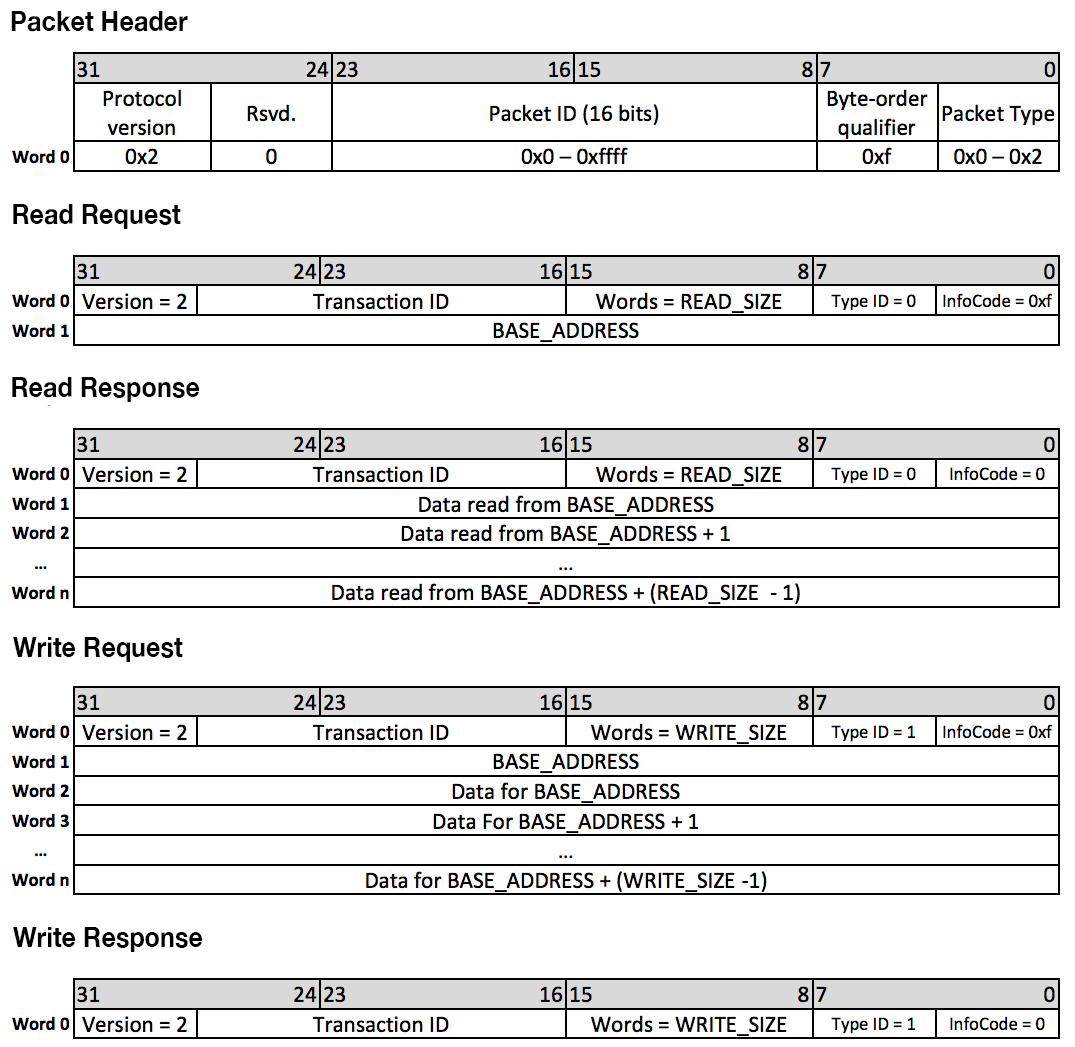 Packet Header
31 24 23 16 15 8 7 0
Protocol version Rsvd. Packet ID (16 bits) Byte-order qualifier Packet Type
Word 0 0x2 0 0x0 – 0xffff 0xf 0x0 – 0x2
Read Request
31 24 23 16 15 8 7 0
Word 0 Version = 2 Transaction ID Words = READ_SIZE Type ID = 0 InfoCode = 0xf
Word 1 BASE_ADDRESS
Read Response
31 24 23 16 15 8 7 0
Word 0 Version = 2 Transaction ID Words = READ_SIZE Type ID = 0 InfoCode = 0
Word 1 Data read from BASE_ADDRESS
Word 2 Data read from BASE_ADDRESS + 1
... ...
Word n Data read from BASE_ADDRESS + (READ_SIZE - 1)
Write Request
31 24 23 16 15 8 7 0
Word 0 Version = 2 Transaction ID Words = WRITE_SIZE Type ID = 1 InfoCode = 0xf
Word 1 BASE_ADDRESS
Word 2 Data for BASE_ADDRESS
Word 3 Data For BASE_ADDRESS + 1
... ...
Word n Data for BASE_ADDRESS + (WRITE_SIZE -1)
Write Response
31 24 23 16 15 8 7 0
Word 0 Version = 2 Transaction ID Words = WRITE_SIZE Type ID = 1 InfoCode = 0